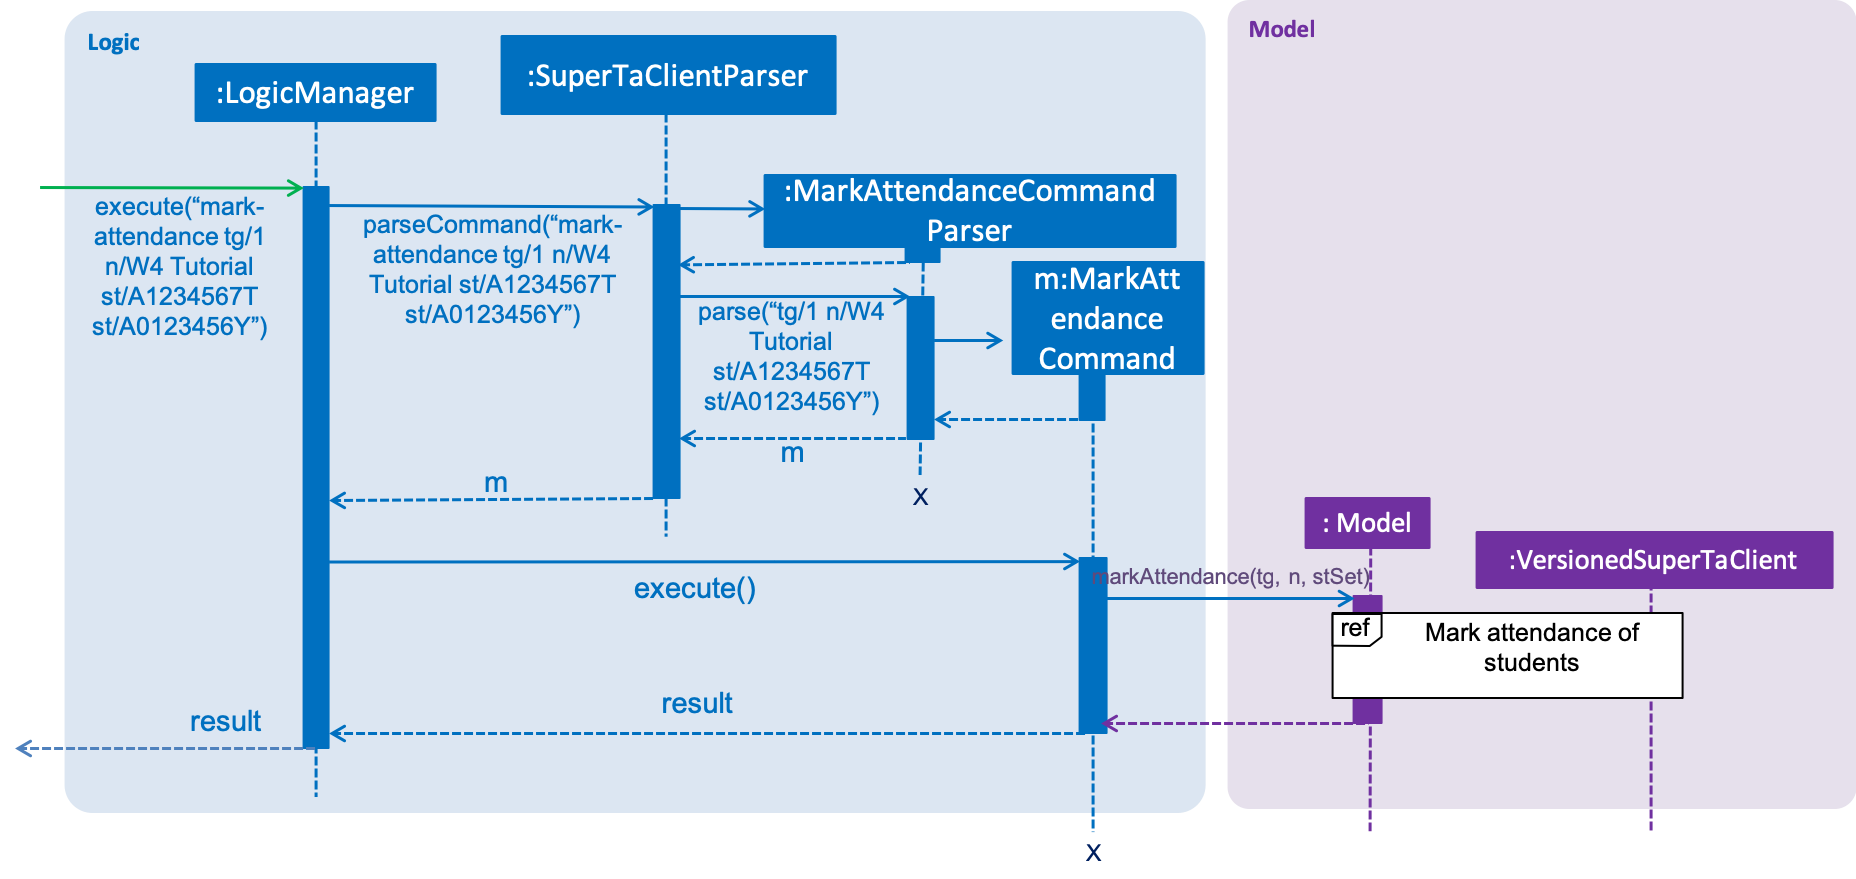 Logic
Model
:LogicManager
:SuperTaClientParser
:MarkAttendanceCommand
Parser
execute(“mark-
attendance tg/1
n/W4 Tutorial
st/A1234567T
st/A0123456Y”)
parseCommand(“mark-
attendance tg/1 n/W4
Tutorial st/A1234567T
st/A0123456Y”)
m:MarkAtt
endance
Command
parse(“tg/1 n/W4
Tutorial
st/A1234567T
st/A0123456Y”)
m
m
x
: Model
:VersionedSuperTaClient
execute()
markAttendance(tg, n, stSet)
ref
Mark attendance of
students
result
result
x